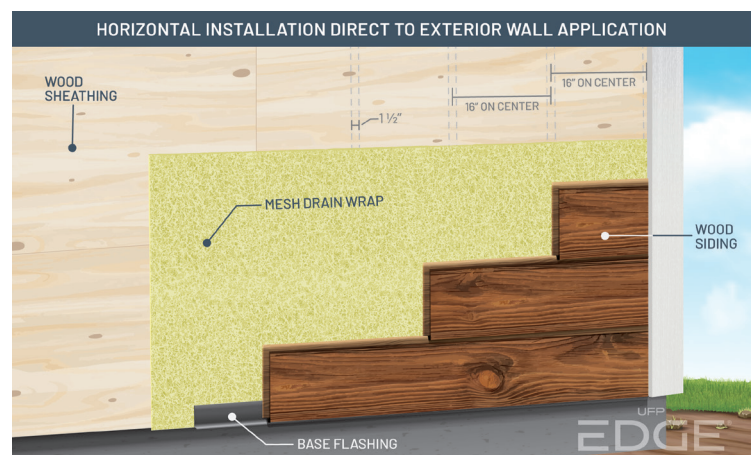 HORIZONTAL INSTALLATION DIRECT TO EXTERIOR WALL APPLICATION
WOOD
SHEATHING
16" ON CENTER
16" ON CENTER
1 ½"
MESH DRAIN WRAP
WOOD
SIDING
BASE FLASHING
UFP
EDGE